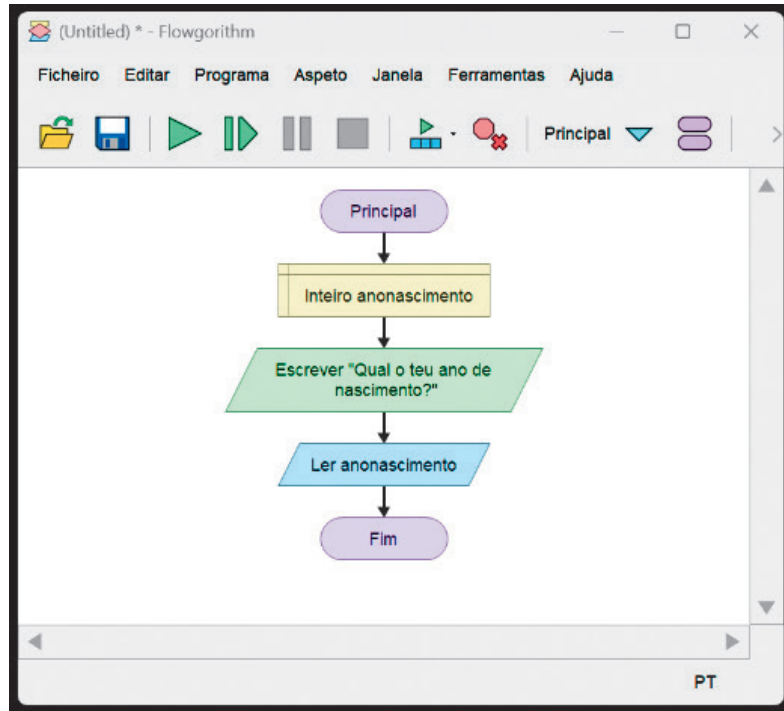 (Untitled) * - Flowgorithm
Ficheiro Editar Programa Aspeto Janela Ferramentas Ajuda
Principal
Principal
Inteiro anonascimento
Escrever "Qual o teu ano de
nascimento?"
Ler anonascimento
Fim
PT